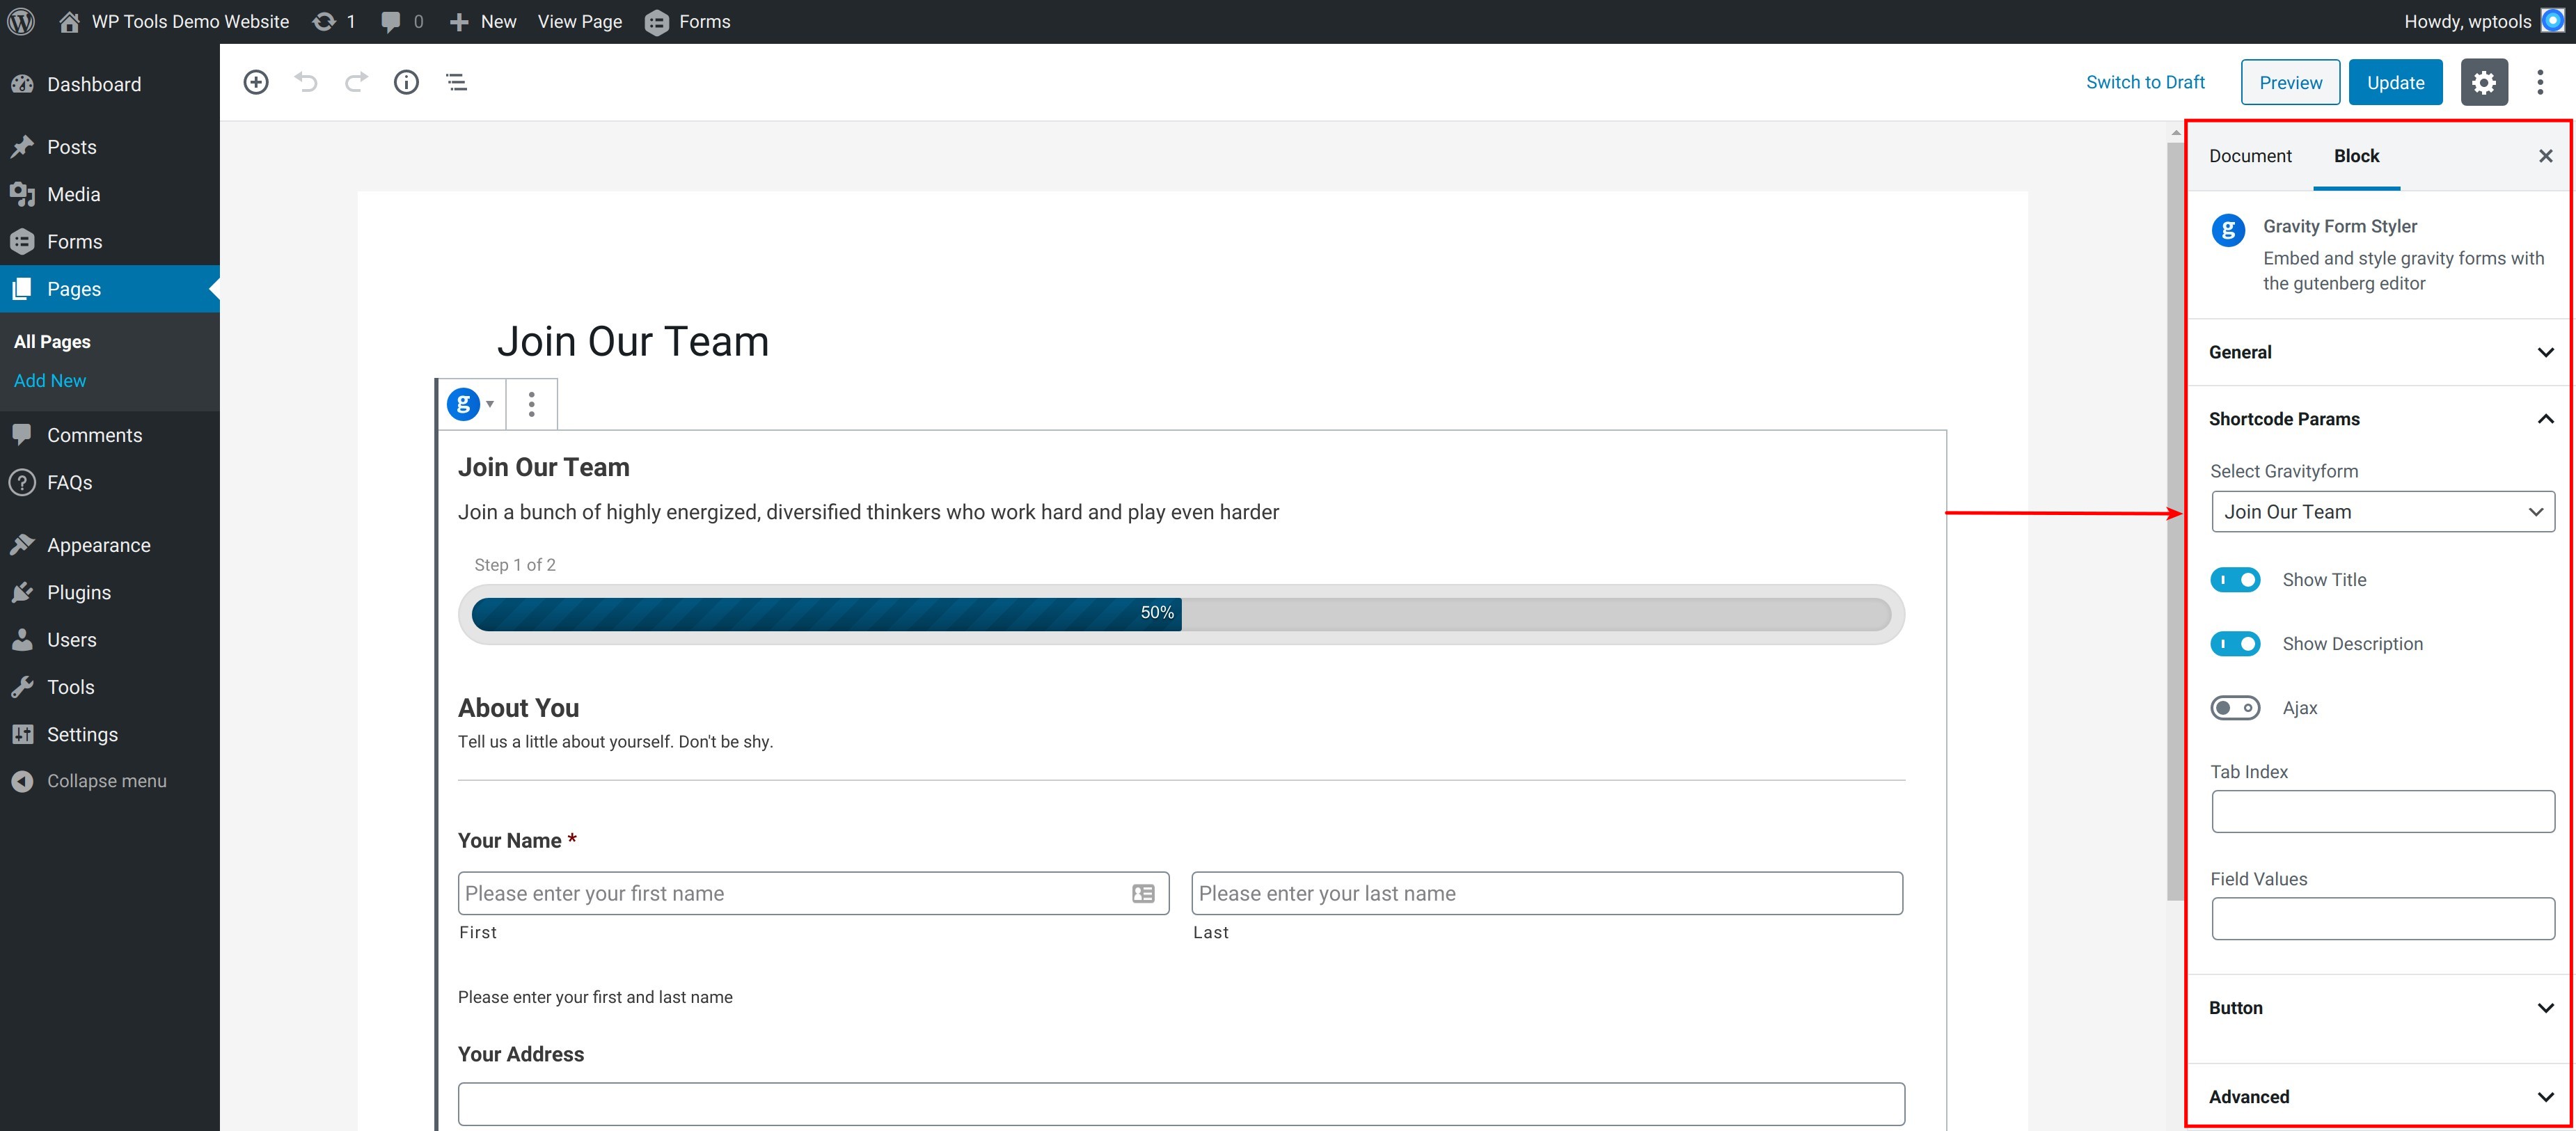 WP Tools Demo Website 1 0 New View Page Forms Howdy, wptools
Dashboard
Posts
Media
Forms
Pages
All Pages
Add New
Comments
FAQs
Appearance
Plugins
Users
Tools
Settings
Collapse menu
Switch to Draft Preview Update
Join Our Team
g
Join Our Team
Join a bunch of highly energized, diversified thinkers who work hard and play even harder
Step 1 of 2
50%
About You
Tell us a little about yourself. Don't be shy.
Your Name *
Please enter your first name Please enter your last name
First Last
Please enter your first and last name
Your Address
Document Block
g Gravity Form Styler
Embed and style gravity forms with
the gutenberg editor
General
Shortcode Params
Select Gravityform
Join Our Team
Show Title
Show Description
Ajax
Tab Index
Field Values
Button
Advanced